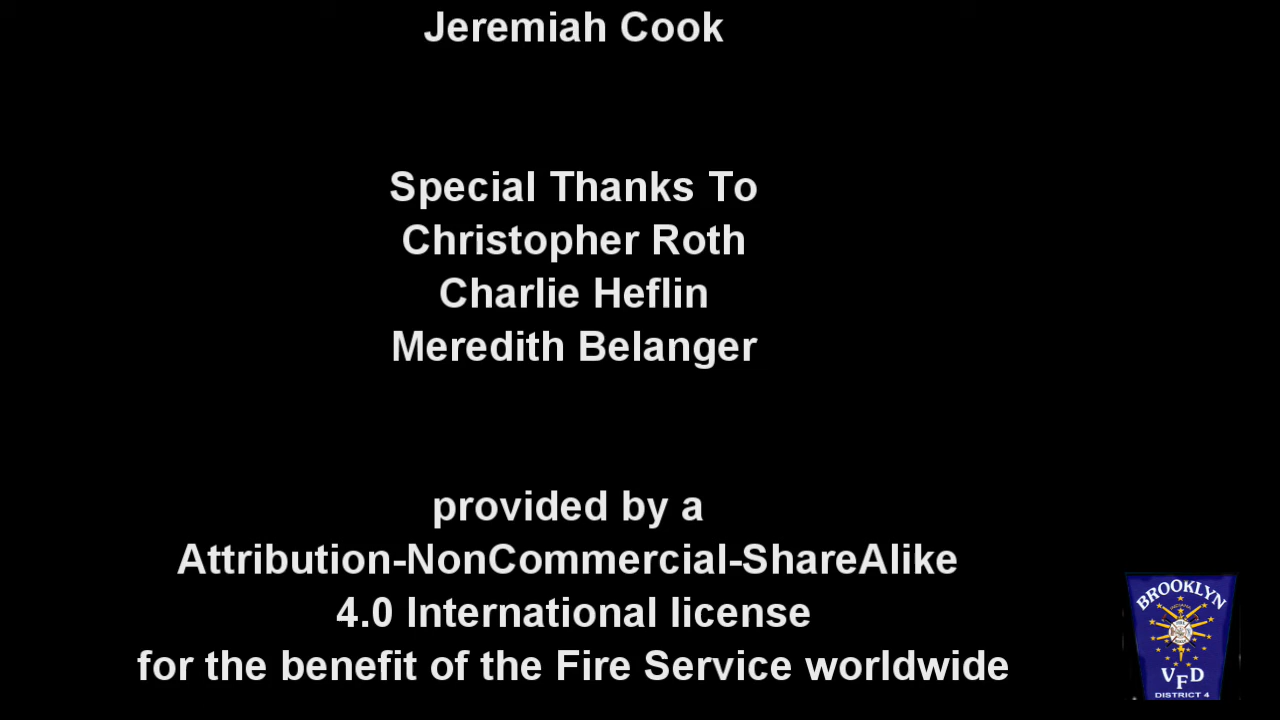 Jeremiah Cook
Special Thanks To
Christopher Roth
Charlie Heflin
Meredith Belanger
provided by a
Attribution-NonCommercial-ShareAlike
4.0 International license
for the benefit of the Fire Service worldwide
BROOKLYN
INDIANA
VFD
DISTRICT 4